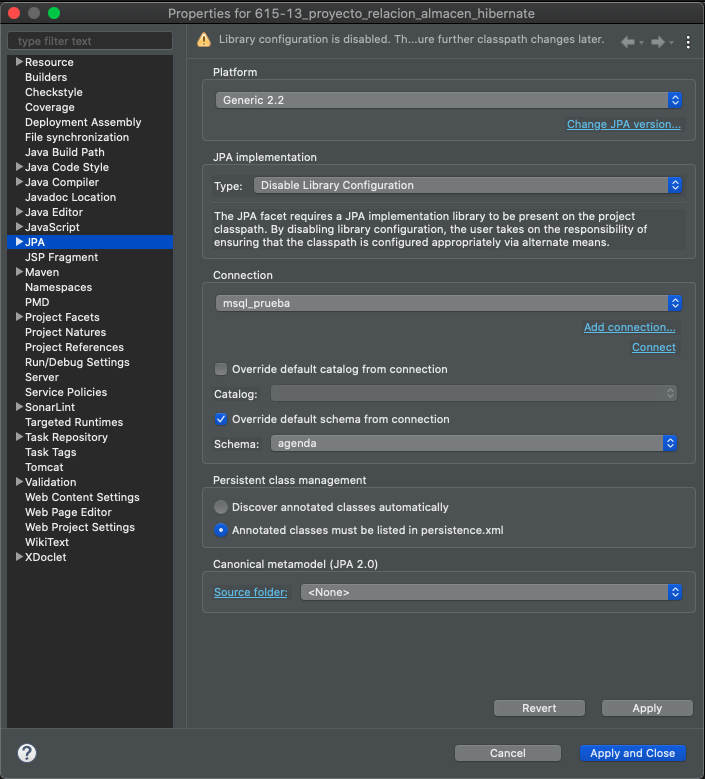 Properties for 615-13_proyecto_relacion_almacen_hibernate
type filter text
Resource
Builders
Checkstyle
Coverage
Deployment Assembly
File synchronization
Java Build Path
Java Code Style
Java Compiler
Javadoc Location
Java Editor
JavaScript
JPA
JSP Fragment
Maven
Namespaces
PMD
Project Facets
Project Natures
Project References
Run/Debug Settings
Server
Service Policies
SonarLint
Targeted Runtimes
Task Repository
Task Tags
Tomcat
Validation
Web Content Settings
Web Page Editor
Web Project Settings
WikiText
XDoclet
Library configuration is disabled. Th...ure further classpath changes later.
Platform
Generic 2.2
Change JPA version...
JPA implementation
Type: Disable Library Configuration
The JPA facet requires a JPA implementation library to be present on the project
classpath. By disabling library configuration, the user takes on the responsibility of
ensuring that the classpath is configured appropriately via alternate means.
Connection
msql_prueba
Add connection...
Connect
Override default catalog from connection
Catalog:
Override default schema from connection
Schema: agenda
Persistent class management
Discover annotated classes automatically
Annotated classes must be listed in persistence.xml
Canonical metamodel (JPA 2.0)
Source folder: <None>
Revert Apply
? Cancel Apply and Close